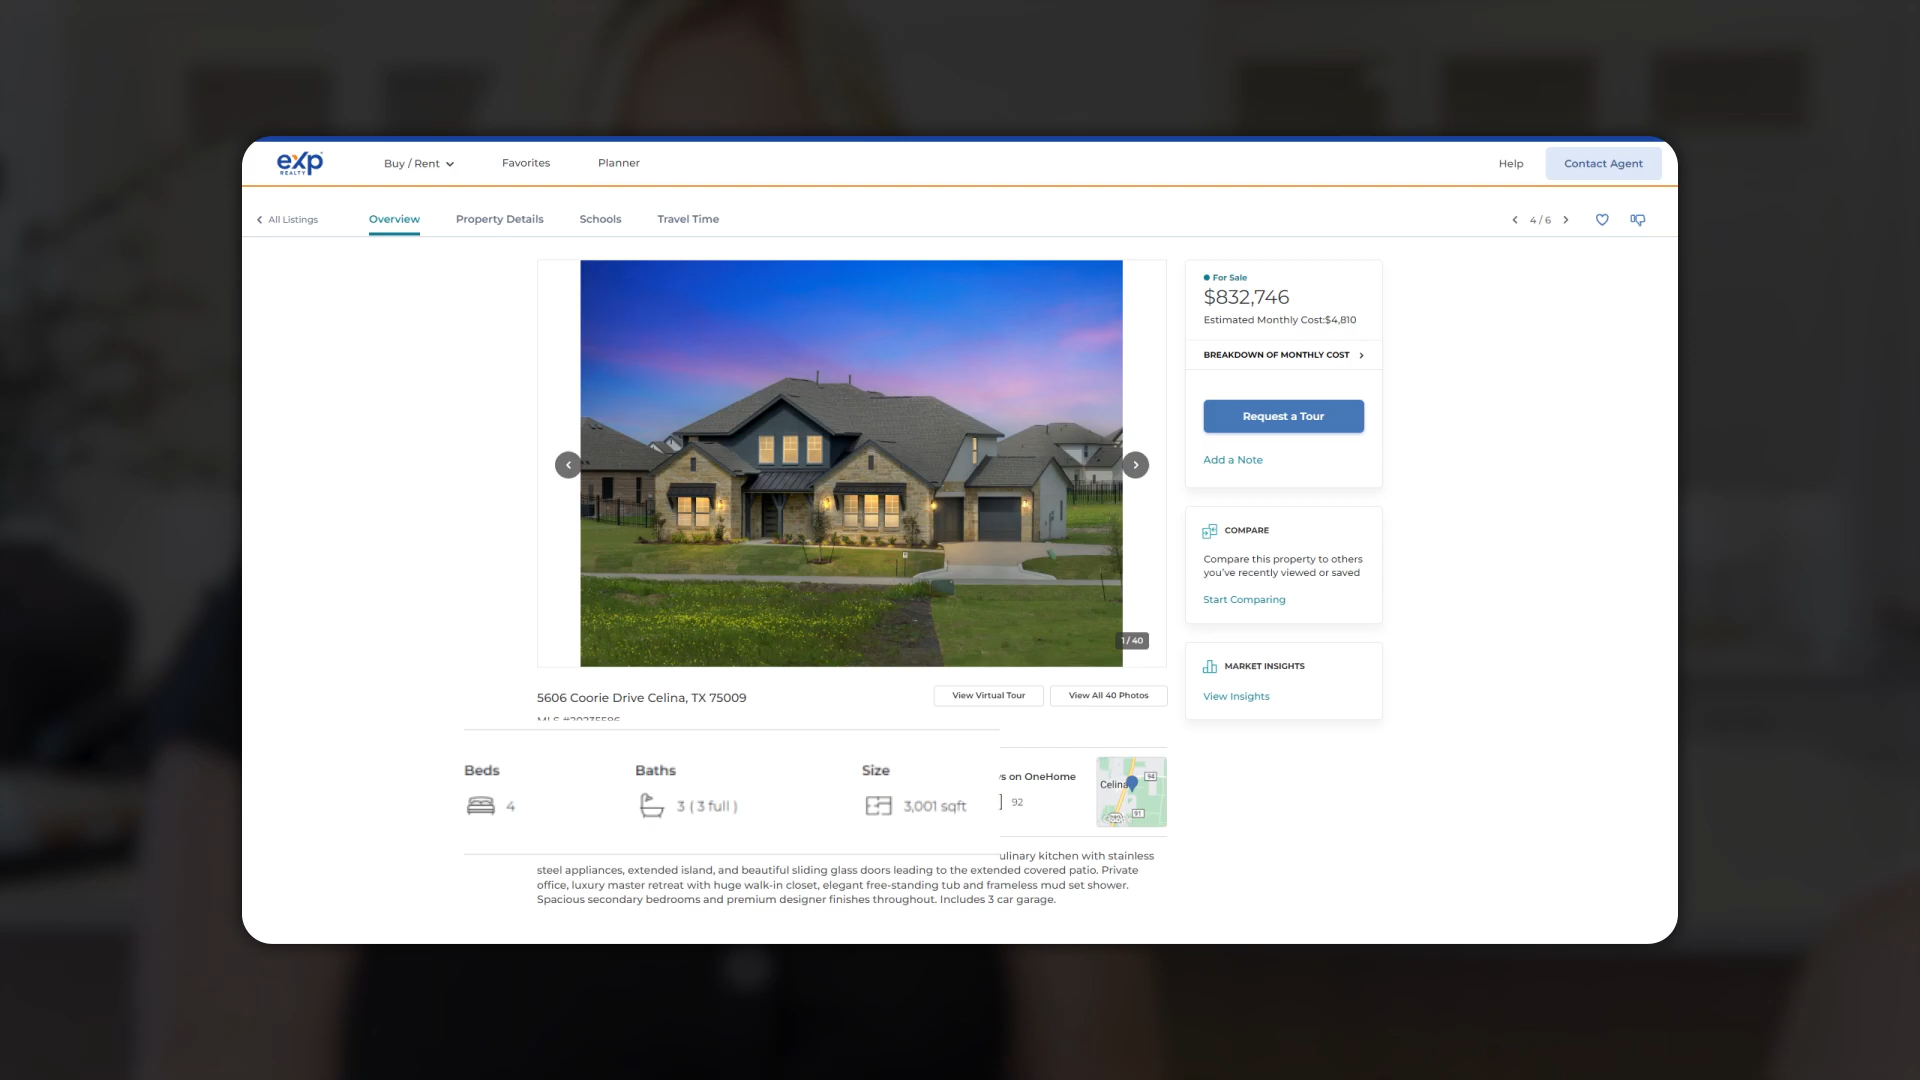 exp
REALTY
Buy / Rent
Favorites
Planner
Help
Contact Agent
All Listings
Overview
Property Details
Schools
Travel Time
4 / 6
For Sale
$832,746
Estimated Monthly Cost:$4,810
BREAKDOWN OF MONTHLY COST
Request a Tour
Add a Note
COMPARE
Compare this property to others
you've recently viewed or saved
Start Comparing
1 / 40
MARKET INSIGHTS
View Insights
5606 Coorie Drive Celina, TX 75009
View Virtual Tour
View All 40 Photos
Beds
4
Baths
3 ( 3 full )
Size
3,001 sqft
on OneHome
92
Celina
94
91
kitchen with stainless
steel appliances, extended island, and beautiful sliding glass doors leading to the extended covered patio. Private
office, luxury master retreat with huge walk-in closet, elegant free-standing tub and frameless mud set shower.
Spacious secondary bedrooms and premium designer finishes throughout. Includes 3 car garage.